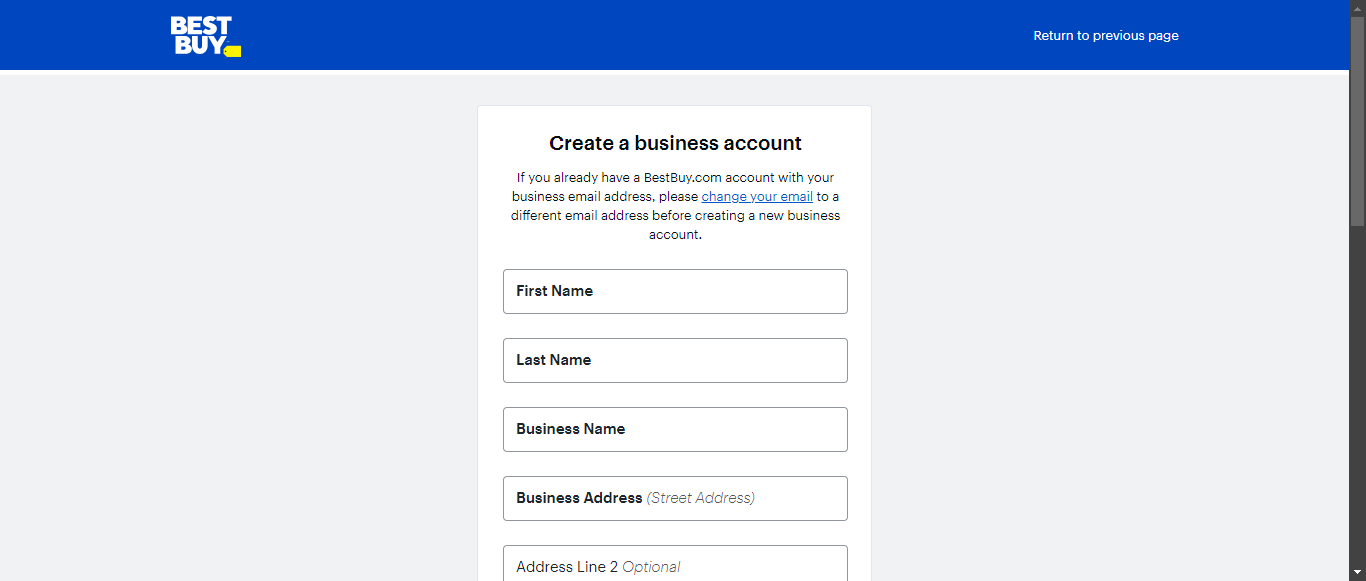 BEST
BUY
Return to previous page
Create a business account
If you already have a BestBuy.com account with your
business email address, please change your email to a
different email address before creating a new business
account.
First Name
Last Name
Business Name
Business Address (Street Address)
Address Line 2 Optional